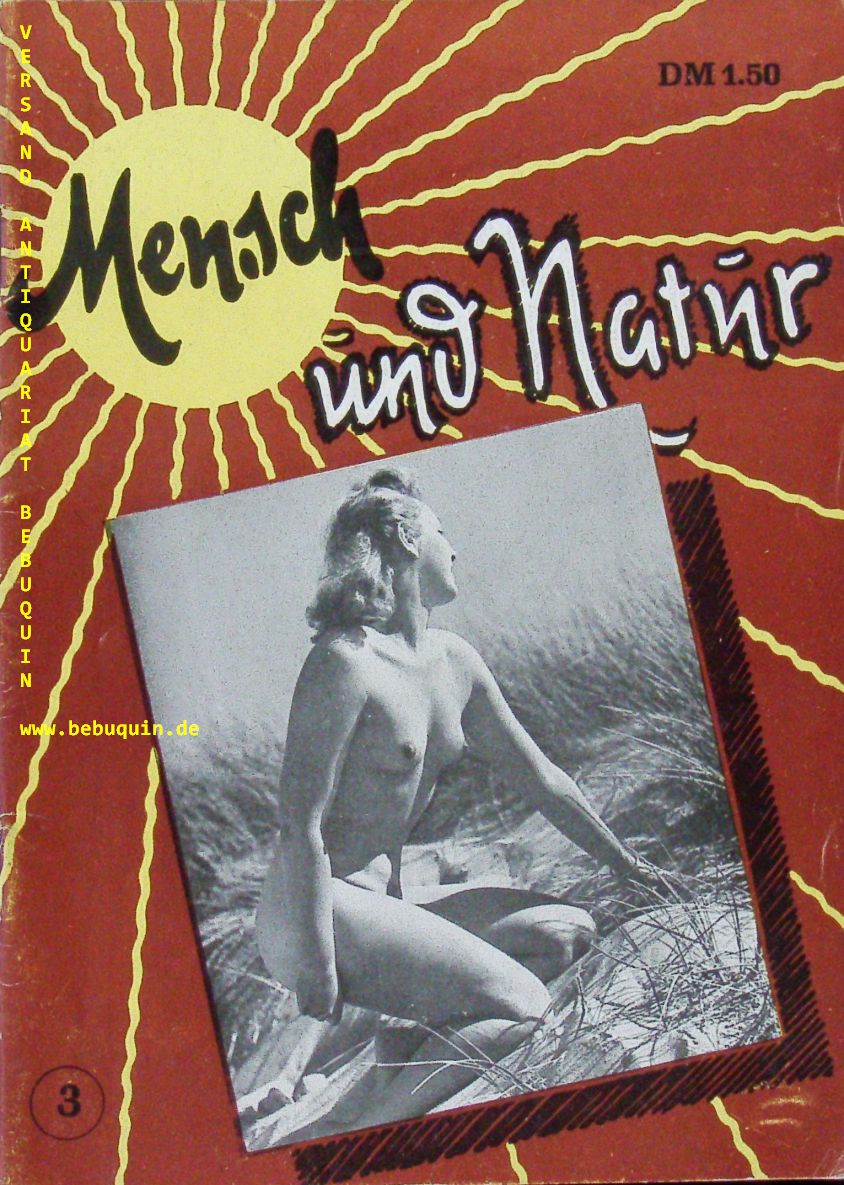 VERSAND ANTIQUARIAT BEBUQUIN
DM 1.50
Mensch
und Natur
www.bebuquin.de
3